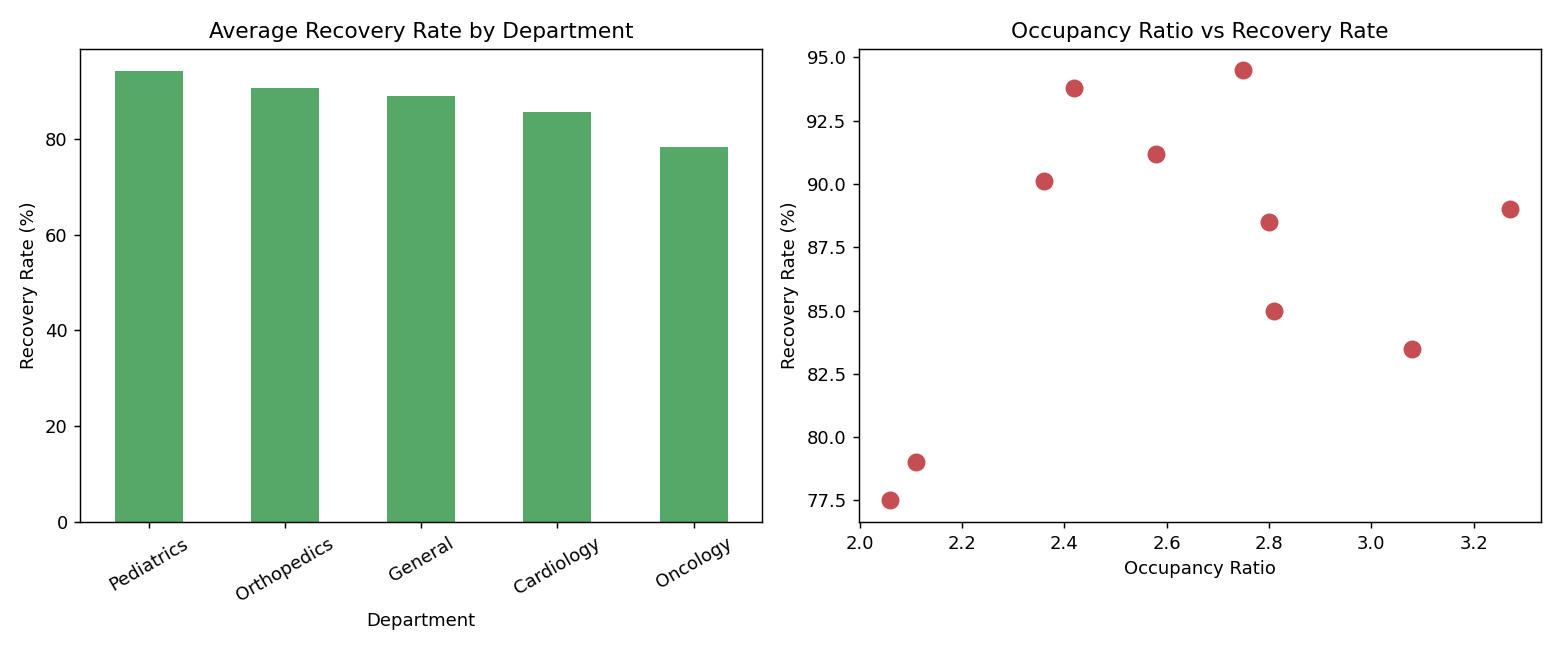 Average Recovery Rate by Department
Recovery Rate (%)
80
60
40
20
0
Pediatrics
Orthopedics
General
Cardiology
Oncology
Department
Occupancy Ratio vs Recovery Rate
Recovery Rate (%)
95.0
92.5
90.0
87.5
85.0
82.5
80.0
77.5
2.0
2.2
2.4
2.6
2.8
3.0
3.2
Occupancy Ratio